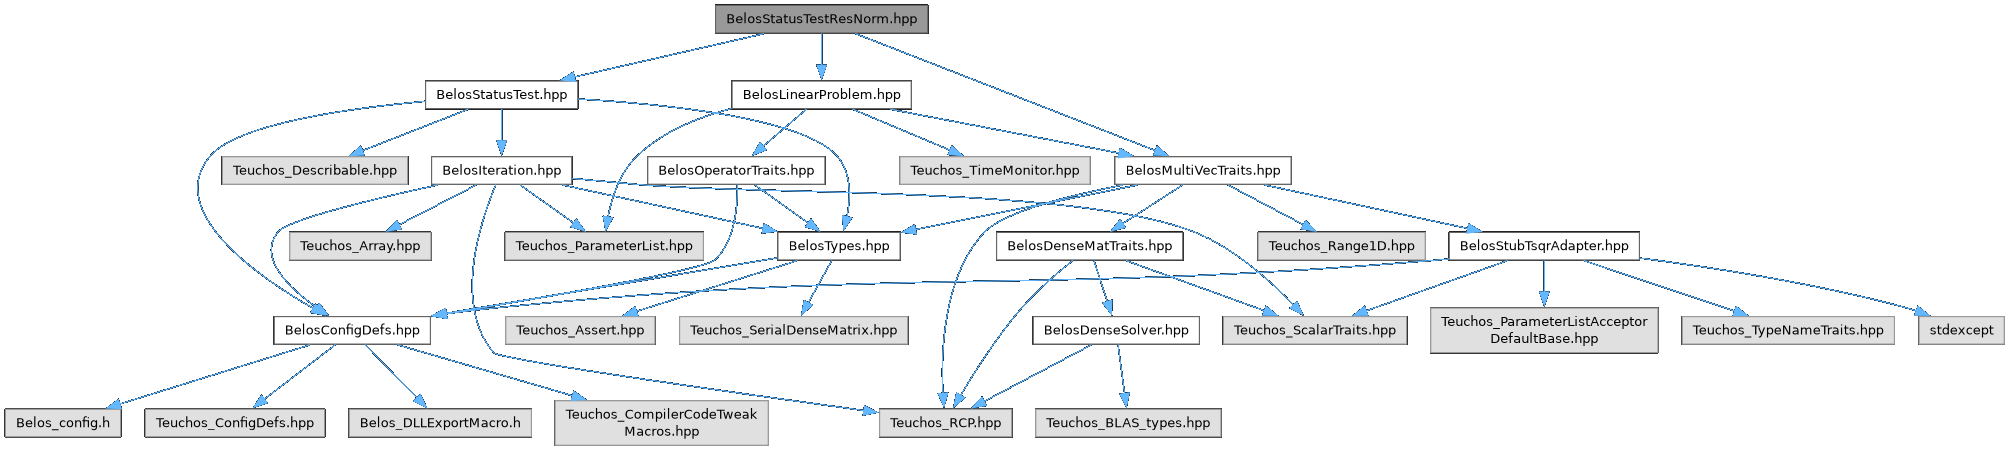 BelosStatusTestResNorm.hpp
BelosStatusTest.hpp
BelosLinearProblem.hpp
Teuchos_Describable.hpp
BelosIteration.hpp
BelosOperatorTraits.hpp
Teuchos_TimeMonitor.hpp
BelosMultiVecTraits.hpp
Teuchos_Array.hpp
Teuchos_ParameterList.hpp
BelosTypes.hpp
BelosDenseMatTraits.hpp
Teuchos_Range1D.hpp
BelosStubTsqrAdapter.hpp
BelosConfigDefs.hpp
Teuchos_Assert.hpp
Teuchos_SerialDenseMatrix.hpp
BelosDenseSolver.hpp
Teuchos_ScalarTraits.hpp
Teuchos_ParameterListAcceptor
DefaultBase.hpp
Teuchos_TypeNameTraits.hpp
stdexcept
Belos_config.h
Teuchos_ConfigDefs.hpp
Belos_DLLExportMacro.h
Teuchos_CompilerCodeTweak
Macros.hpp
Teuchos_RCP.hpp
Teuchos_BLAS_types.hpp